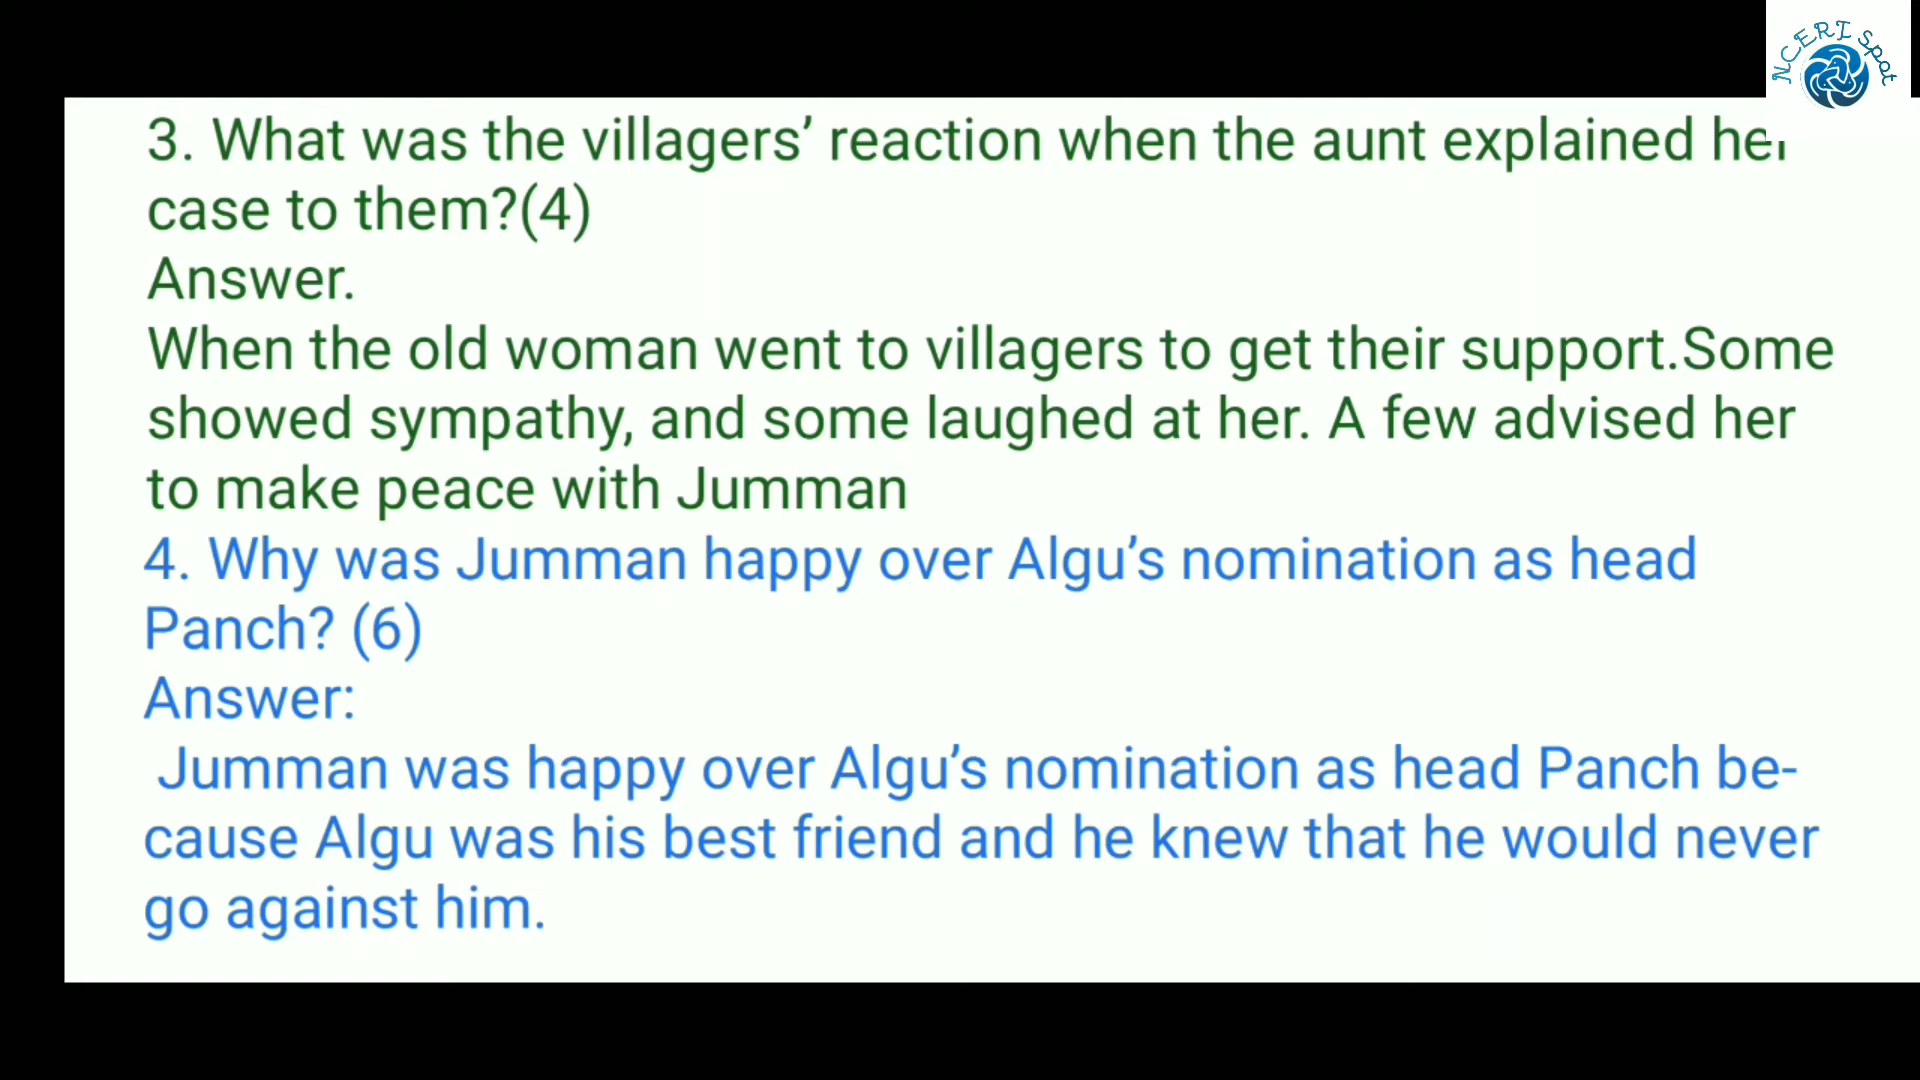 NCERT Spot
3. What was the villagers’ reaction when the aunt explained her
case to them?(4)
Answer.
When the old woman went to villagers to get their support.Some
showed sympathy, and some laughed at her. A few advised her
to make peace with Jumman
4. Why was Jumman happy over Algu’s nomination as head
Panch? (6)
Answer:
Jumman was happy over Algu’s nomination as head Panch be-
cause Algu was his best friend and he knew that he would never
go against him.